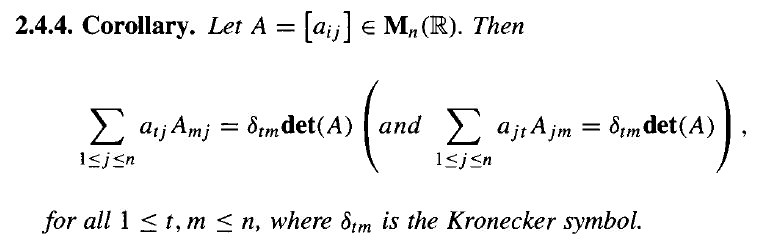 2.4.4. Corollary. Let A = [a_{ij}] ∈ M_n(ℝ). Then
∑_{1≤j≤n} a_{tj} A_{mj} = δ_{tm} det(A) ( and ∑_{1≤j≤n} a_{jt} A_{jm} = δ_{tm} det(A) ),
for all 1 ≤ t, m ≤ n, where δ_{tm} is the Kronecker symbol.